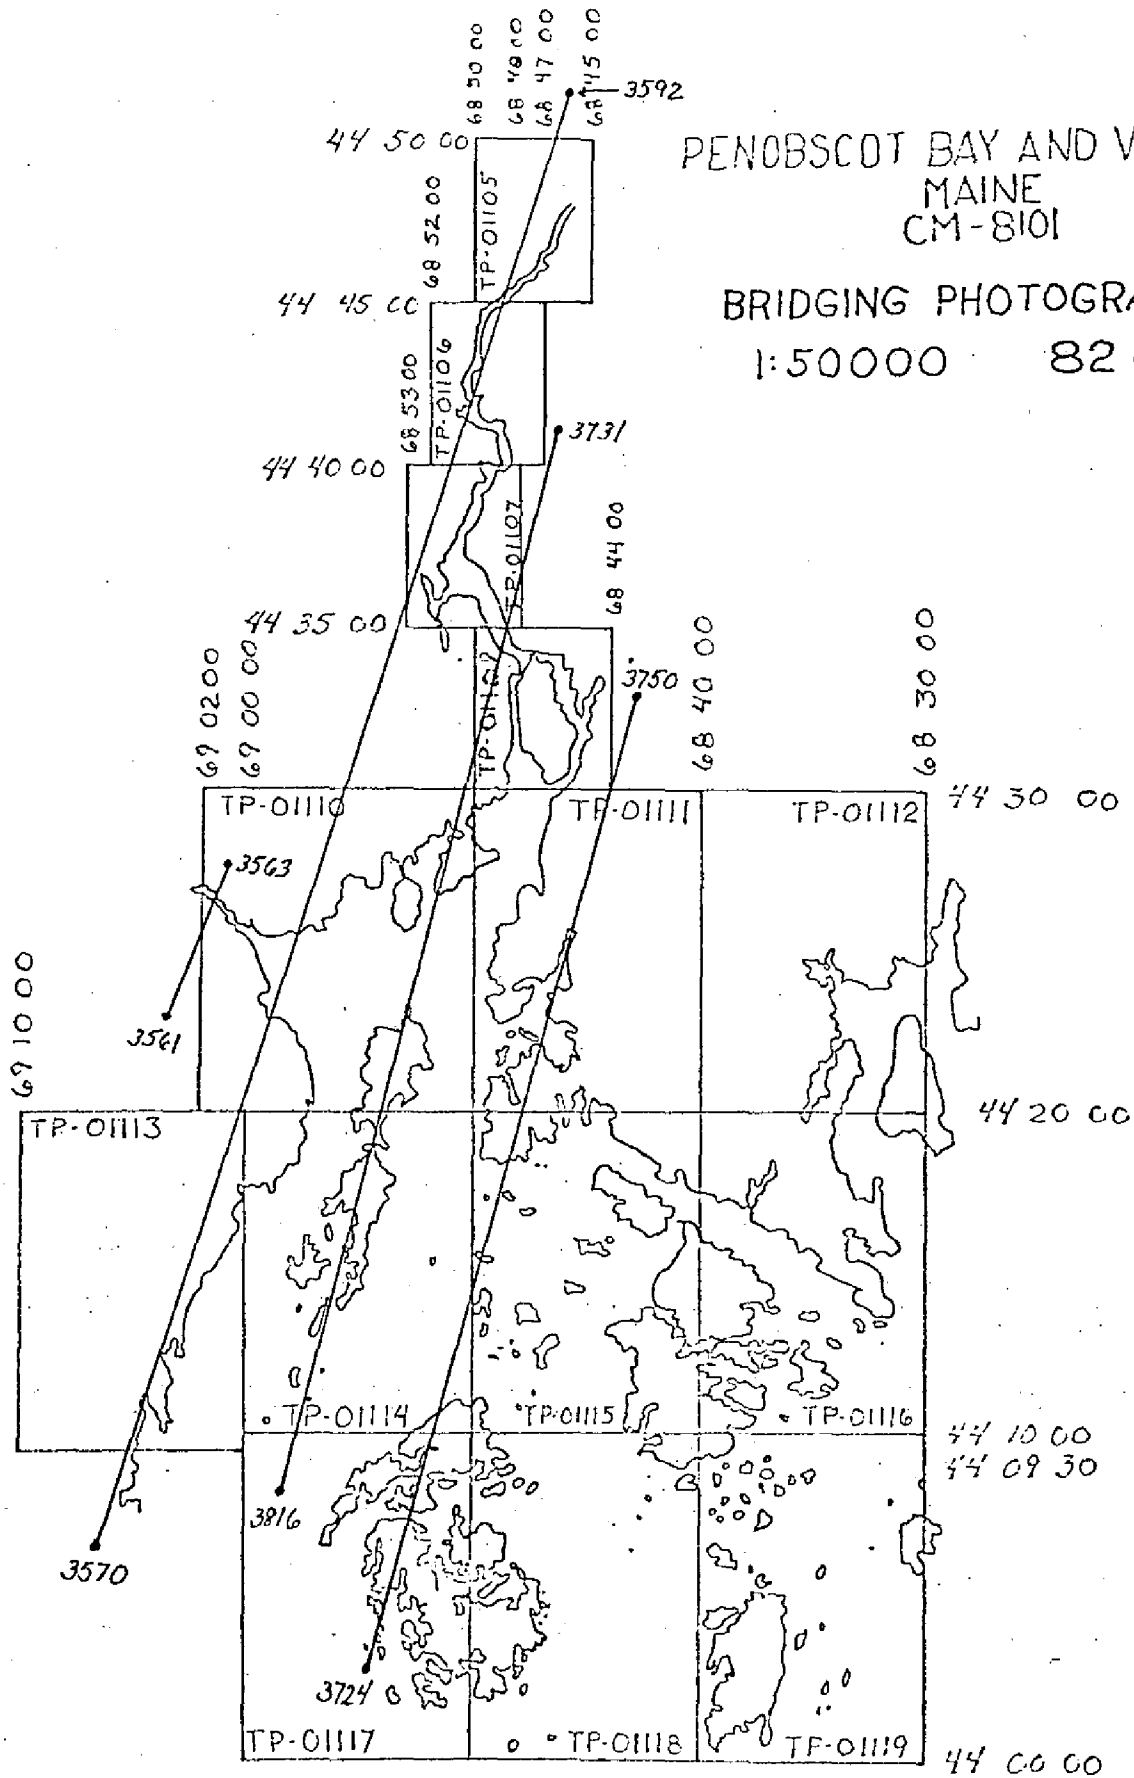 68 50 00
68 48 00
68 47 00
68 45 00
3592
44 50 00
PENOBSCOT BAY AND V
MAINE
CM-8101
TP-01105
68 52 00
44 45 00
BRIDGING PHOTOGRA
1:50000 82
TP-01106
68 53 00
3731
44 40 00
TP-01107
68 44 00
44 35 00
69 02 00
69 00 00
3750
68 40 00
68 30 00
TP-01110
TP-01111
TP-01112
44 30 00
3563
69 10 00
3561
TP-01113
44 20 00
TP-01114
TP-01115
TP-01116
44 10 00
44 09 30
3816
3570
3724
TP-01117
TP-01118
TP-01119
44 00 00